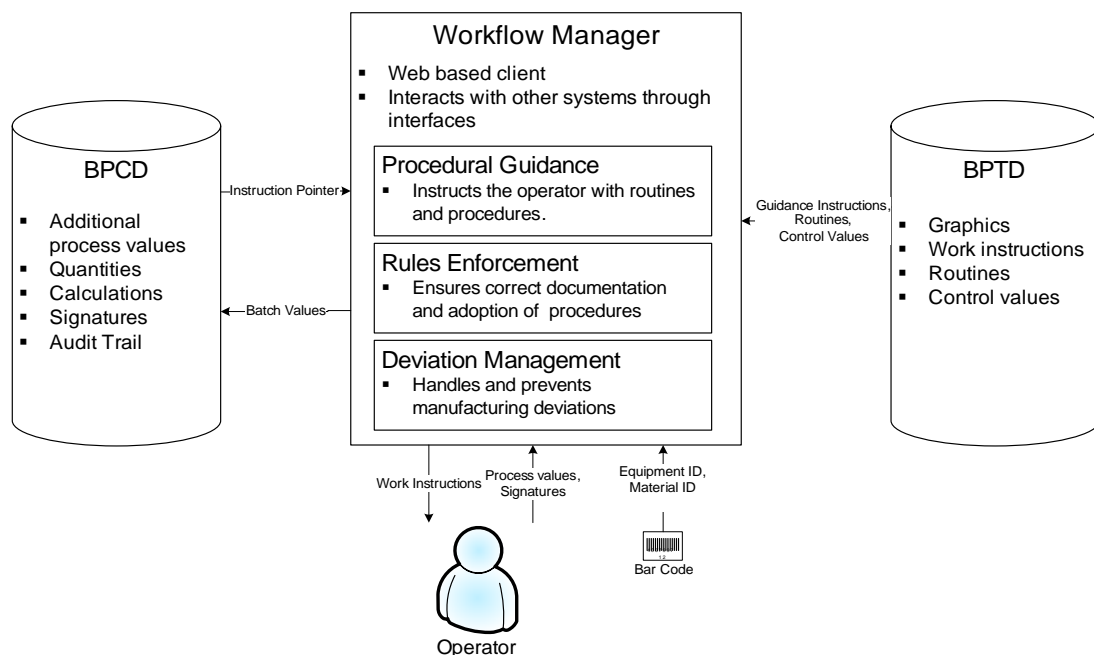 Workflow Manager
▪ Web based client
▪ Interacts with other systems through
interfaces
BPCD
▪ Additional
process values
▪ Quantities
▪ Calculations
▪ Signatures
▪ Audit Trail
Instruction Pointer
Batch Values
Procedural Guidance
▪ Instructs the operator with routines
and procedures.
Rules Enforcement
▪ Ensures correct documentation
and adoption of procedures
Deviation Management
▪ Handles and prevents
manufacturing deviations
Guidance Instructions,
Routines,
Control Values
BPTD
▪ Graphics
▪ Work instructions
▪ Routines
▪ Control values
Work Instructions
Process values,
Signatures
Equipment ID,
Material ID
1 2
Bar Code
Operator